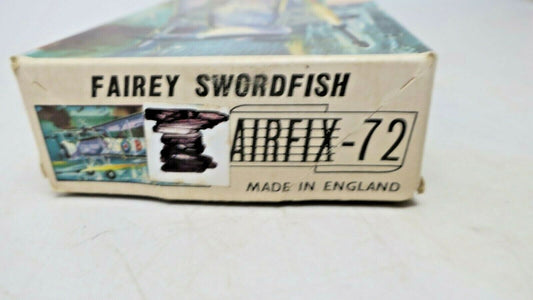 FAIREY SWORDFISH
AIRFIX-72
MADE IN ENGLAND